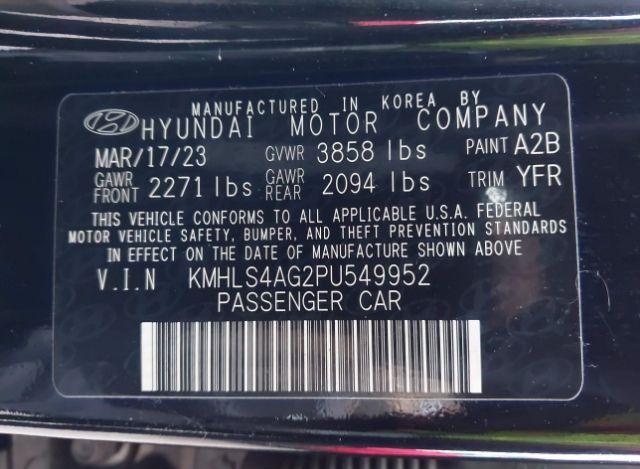 MANUFACTURED IN KOREA BY
HYUNDAI MOTOR COMPANY
MAR/17/23 GVWR 3858 lbs PAINT A2B
GAWR FRONT 2271 lbs GAWR REAR 2094 lbs TRIM YFR
THIS VEHICLE CONFORMS TO ALL APPLICABLE U.S.A. FEDERAL
MOTOR VEHICLE SAFETY, BUMPER, AND THEFT PREVENTION STANDARDS
IN EFFECT ON THE DATE OF MANUFACTURE SHOWN ABOVE
V.I.N KMHLS4AG2PU549952
PASSENGER CAR